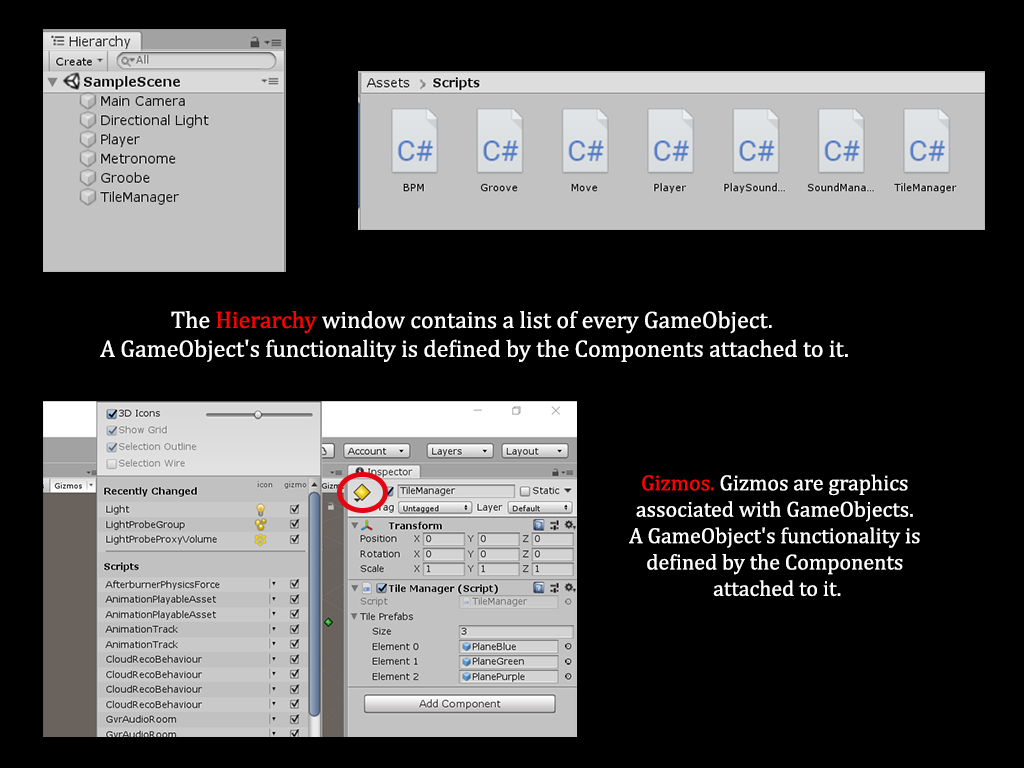 Hierarchy
Create All
SampleScene
Main Camera
Directional Light
Player
Metronome
Groobe
TileManager
Assets Scripts
C# C# C# C# C# C# C#
BPM Groove Move Player PlaySound... SoundMana... TileManager
The Hierarchy window contains a list of every GameObject.
A GameObject's functionality is defined by the Components attached to it.
3D Icons
Show Grid
Selection Outline
Selection Wire
Gizmos
Recently Changed icon gizmo
Light
LightProbeGroup
LightProbeProxyVolume
Scripts
AfterburnerPhysicsForce
AnimationPlayableAsset
AnimationPlayableAsset
AnimationTrack
AnimationTrack
CloudRecoBehaviour
CloudRecoBehaviour
CloudRecoBehaviour
CloudRecoBehaviour
GvrAudioRoom
GvrAudioRoom
Account Layers Layout
Inspector
Gizm
TileManager Static
Tag Untagged Layer Default
Transform
Position X 0 Y 0 Z 0
Rotation X 0 Y 0 Z 0
Scale X 1 Y 1 Z 1
Tile Manager (Script)
Script TileManager
Tile Prefabs
Size 3
Element 0 PlaneBlue
Element 1 PlaneGreen
Element 2 PlanePurple
Add Component
Gizmos. Gizmos are graphics
associated with GameObjects.
A GameObject's functionality is
defined by the Components
attached to it.